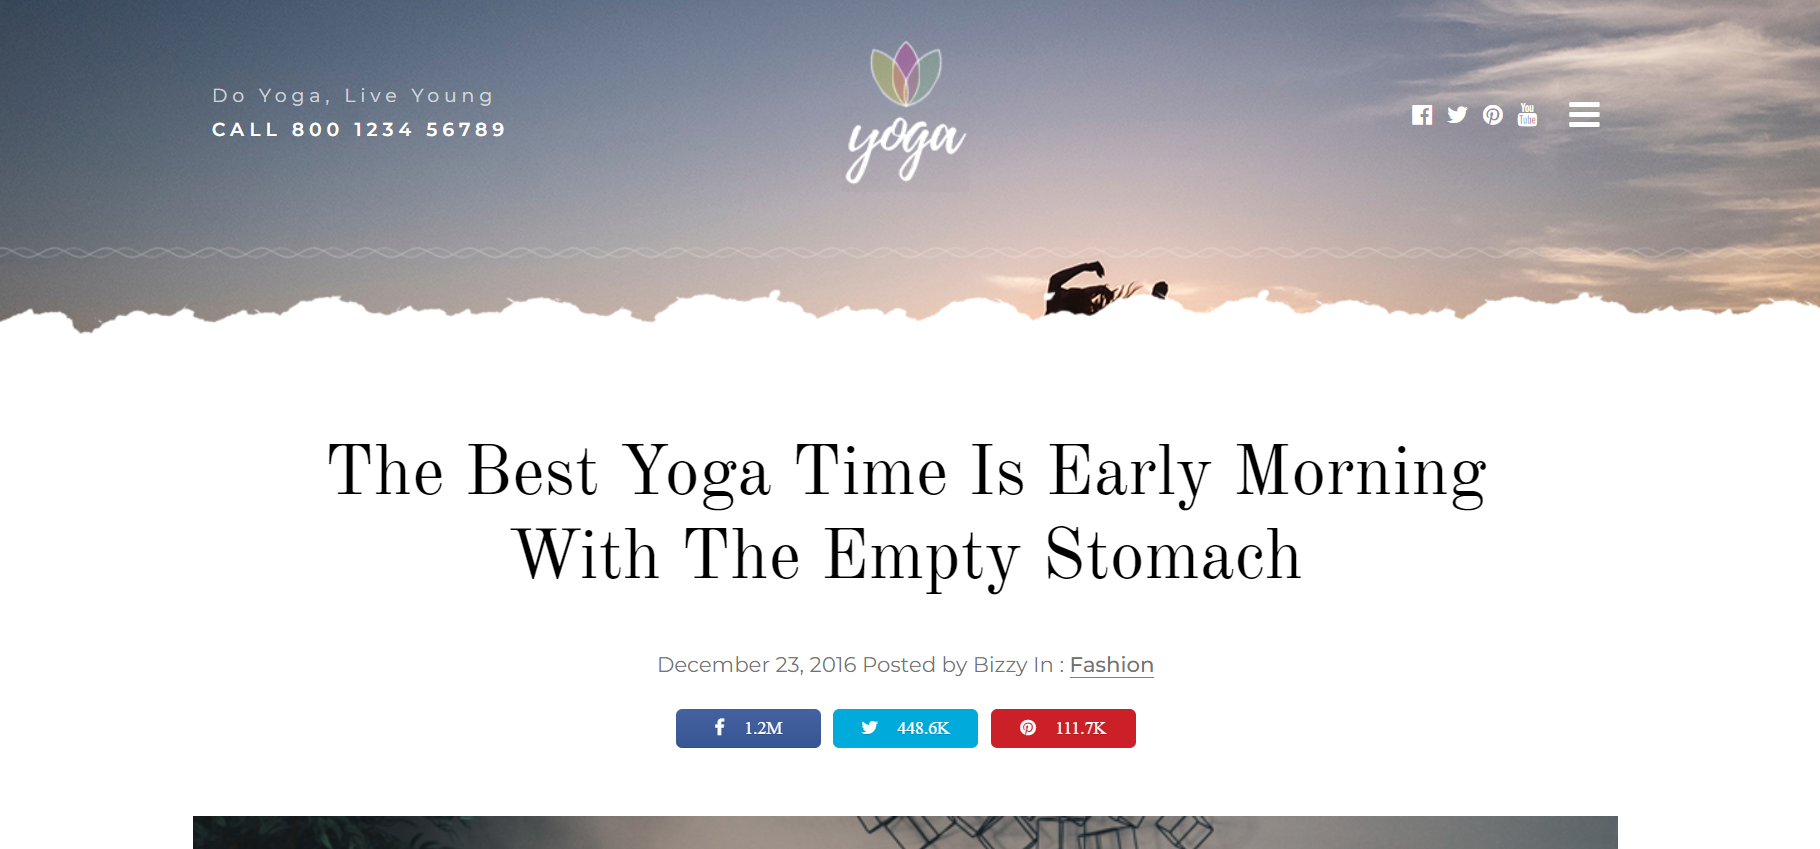 Do Yoga, Live Young
CALL 800 1234 56789
yoga
You
Tube
The Best Yoga Time Is Early Morning
With The Empty Stomach
December 23, 2016 Posted by Bizzy In : Fashion
1.2M
448.6K
111.7K